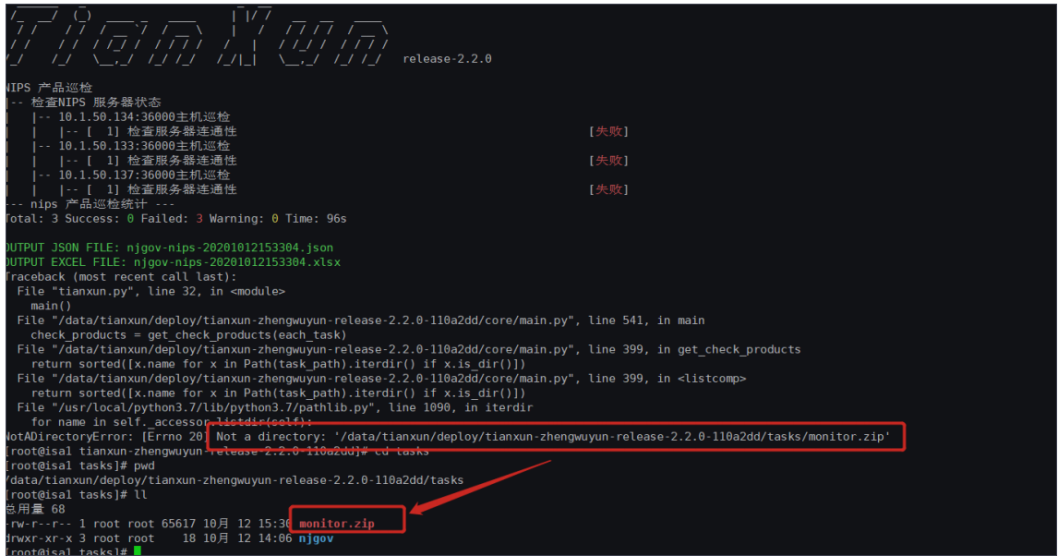 release-2.2.0
NIPS 产品巡检
|-- 检查NIPS 服务器状态
|   |-- 10.1.50.134:36000主机巡检
|   |   |-- [  1] 检查服务器连通性 [失败]
|   |-- 10.1.50.133:36000主机巡检
|   |   |-- [  1] 检查服务器连通性 [失败]
|   |-- 10.1.50.137:36000主机巡检
|   |   |-- [  1] 检查服务器连通性 [失败]
--- nips 产品巡检统计 ---
Total: 3 Success: 0 Failed: 3 Warning: 0 Time: 96s
OUTPUT JSON FILE: njgov-nips-20201012153304.json
OUTPUT EXCEL FILE: njgov-nips-20201012153304.xlsx
Traceback (most recent call last):
  File "tianxun.py", line 32, in <module>
    main()
  File "/data/tianxun/deploy/tianxun-zhengwuyun-release-2.2.0-110a2dd/core/main.py", line 541, in main
    check_products = get_check_products(each_task)
  File "/data/tianxun/deploy/tianxun-zhengwuyun-release-2.2.0-110a2dd/core/main.py", line 399, in get_check_products
    return sorted([x.name for x in Path(task_path).iterdir() if x.is_dir()])
  File "/data/tianxun/deploy/tianxun-zhengwuyun-release-2.2.0-110a2dd/core/main.py", line 399, in <listcomp>
    return sorted([x.name for x in Path(task_path).iterdir() if x.is_dir()])
  File "/usr/local/python3.7/lib/python3.7/pathlib.py", line 1090, in iterdir
    for name in self._accessor.listdir(self):
NotADirectoryError: [Errno 20] Not a directory: '/data/tianxun/deploy/tianxun-zhengwuyun-release-2.2.0-110a2dd/tasks/monitor.zip'
[root@isa1 tianxun-zhengwuyun-release-2.2.0-110a2dd]# cd tasks
[root@isa1 tasks]# pwd
/data/tianxun/deploy/tianxun-zhengwuyun-release-2.2.0-110a2dd/tasks
[root@isa1 tasks]# ll
总用量 68
-rw-r--r-- 1 root root 65617 10月 12 15:30 monitor.zip
drwxr-xr-x 3 root root    18 10月 12 14:06 njgov
[root@isa1 tasks]#